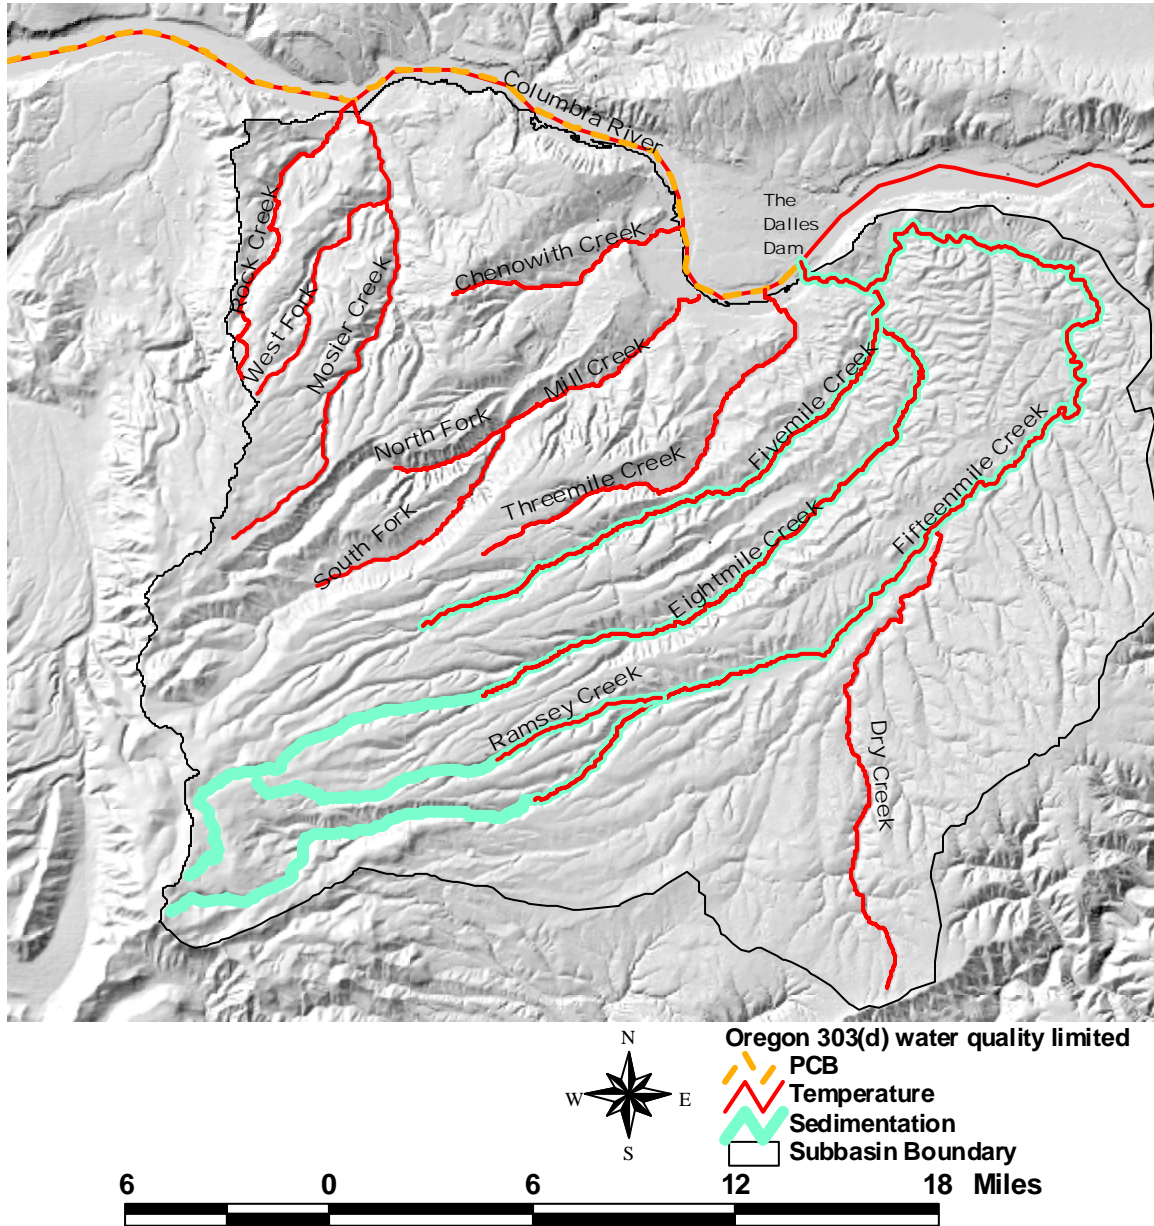 Columbra River
The
Dalles
Dam
Rock Creek
West Fork
Mosier Creek
Chenowith Creek
Mill Creek
North Fork
South Fork
Threemile Creek
Fivemile Creek
Eightmile Creek
Fifteenmile Creek
Ramsey Creek
Dry Creek
Oregon 303(d) water quality limited
PCB
Temperature
Sedimentation
Subbasin Boundary
N
W
E
S
6 0 6 12 18 Miles